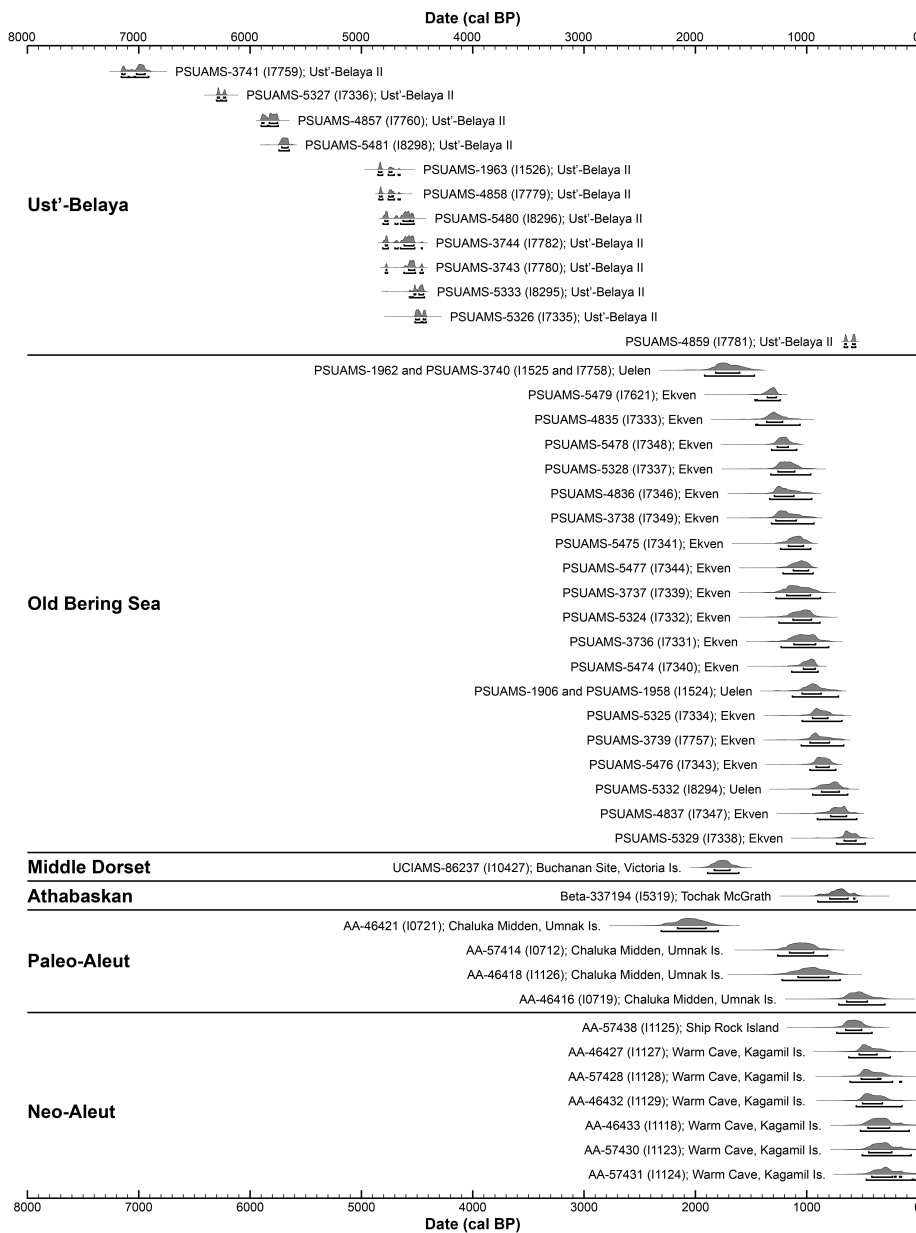 Date (cal BP)
8000 7000 6000 5000 4000 3000 2000 1000 0
PSUAMS-3741 (I7759); Ust'-Belaya II
PSUAMS-5327 (I7336); Ust'-Belaya II
PSUAMS-4857 (I7760); Ust'-Belaya II
PSUAMS-5481 (I8298); Ust'-Belaya II
PSUAMS-1963 (I1526); Ust'-Belaya II
PSUAMS-4858 (I7779); Ust'-Belaya II
Ust'-Belaya
PSUAMS-5480 (I8296); Ust'-Belaya II
PSUAMS-3744 (I7782); Ust'-Belaya II
PSUAMS-3743 (I7780); Ust'-Belaya II
PSUAMS-5333 (I8295); Ust'-Belaya II
PSUAMS-5326 (I7335); Ust'-Belaya II
PSUAMS-4859 (I7781); Ust'-Belaya II
PSUAMS-1962 and PSUAMS-3740 (I1525 and I7758); Uelen
PSUAMS-5479 (I7621); Ekven
PSUAMS-4835 (I7333); Ekven
PSUAMS-5478 (I7348); Ekven
PSUAMS-5328 (I7337); Ekven
PSUAMS-4836 (I7346); Ekven
PSUAMS-3738 (I7349); Ekven
PSUAMS-5475 (I7341); Ekven
PSUAMS-5477 (I7344); Ekven
PSUAMS-3737 (I7339); Ekven
Old Bering Sea
PSUAMS-5324 (I7332); Ekven
PSUAMS-3736 (I7331); Ekven
PSUAMS-5474 (I7340); Ekven
PSUAMS-1906 and PSUAMS-1958 (I1524); Uelen
PSUAMS-5325 (I7334); Ekven
PSUAMS-3739 (I7757); Ekven
PSUAMS-5476 (I7343); Ekven
PSUAMS-5332 (I8294); Uelen
PSUAMS-4837 (I7347); Ekven
PSUAMS-5329 (I7338); Ekven
Middle Dorset
UCIAMS-86237 (I10427); Buchanan Site, Victoria Is.
Athabaskan
Beta-337194 (I5319); Tochak McGrath
AA-46421 (I0721); Chaluka Midden, Umnak Is.
AA-57414 (I0712); Chaluka Midden, Umnak Is.
Paleo-Aleut
AA-46418 (I1126); Chaluka Midden, Umnak Is.
AA-46416 (I0719); Chaluka Midden, Umnak Is.
AA-57438 (I1125); Ship Rock Island
AA-46427 (I1127); Warm Cave, Kagamil Is.
AA-57428 (I1128); Warm Cave, Kagamil Is.
AA-46432 (I1129); Warm Cave, Kagamil Is.
Neo-Aleut
AA-46433 (I1118); Warm Cave, Kagamil Is.
AA-57430 (I1123); Warm Cave, Kagamil Is.
AA-57431 (I1124); Warm Cave, Kagamil Is.
8000 7000 6000 5000 4000 3000 2000 1000 0
Date (cal BP)